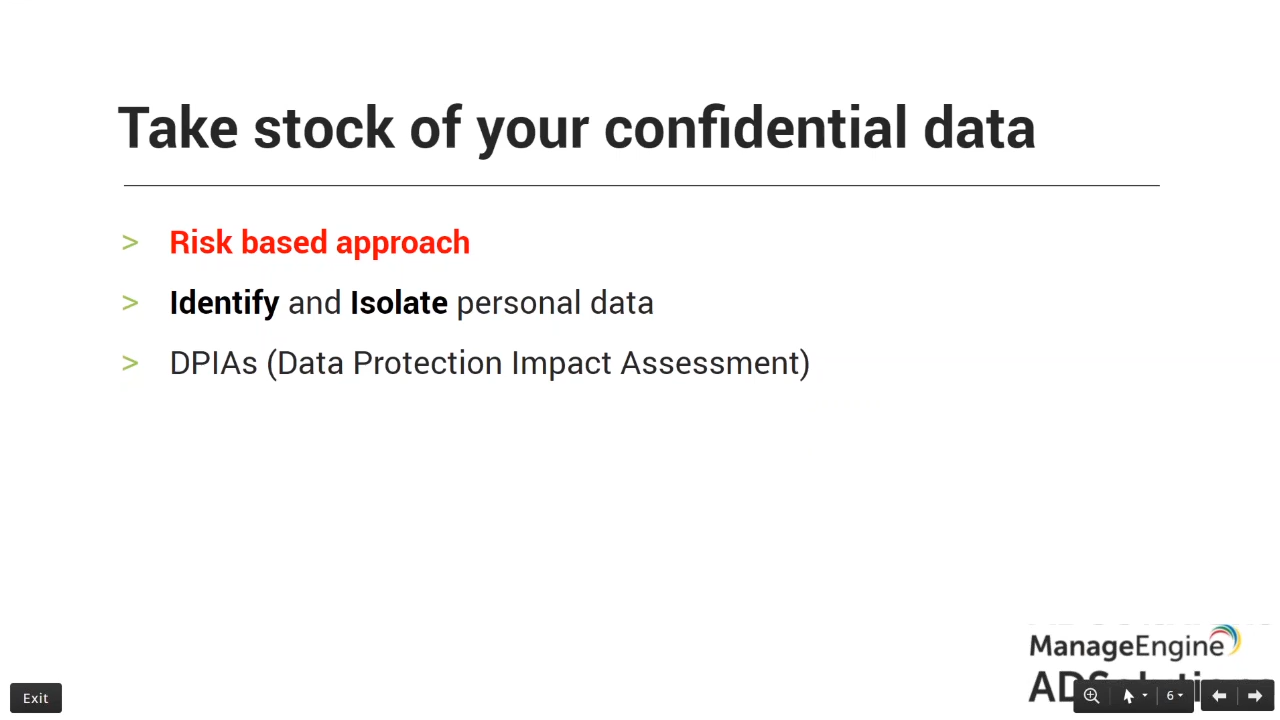 Take stock of your confidential data
> Risk based approach
> Identify and Isolate personal data
> DPIAs (Data Protection Impact Assessment)
ManageEngine
Exit
6